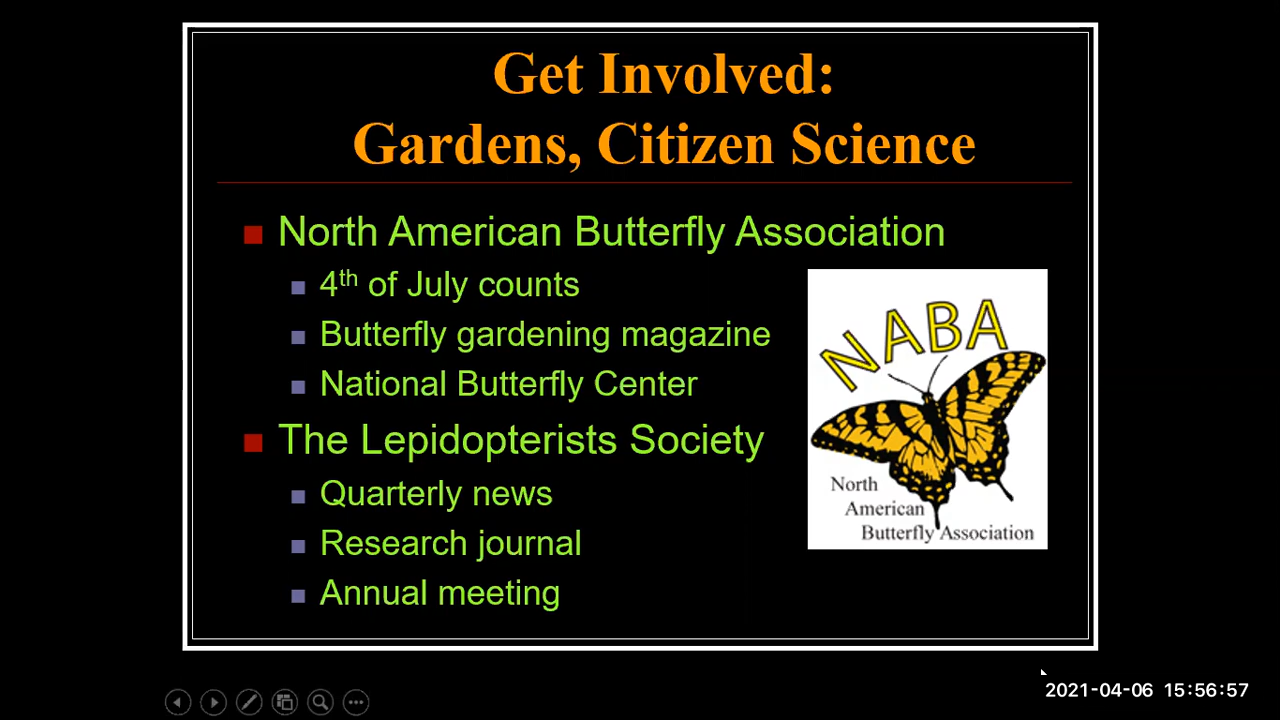 Get Involved:
Gardens, Citizen Science
North American Butterfly Association
4th of July counts
Butterfly gardening magazine
National Butterfly Center
The Lepidopterists Society
Quarterly news
Research journal
Annual meeting
NABA
North
American
Butterfly Association
2021-04-06 15:56:57